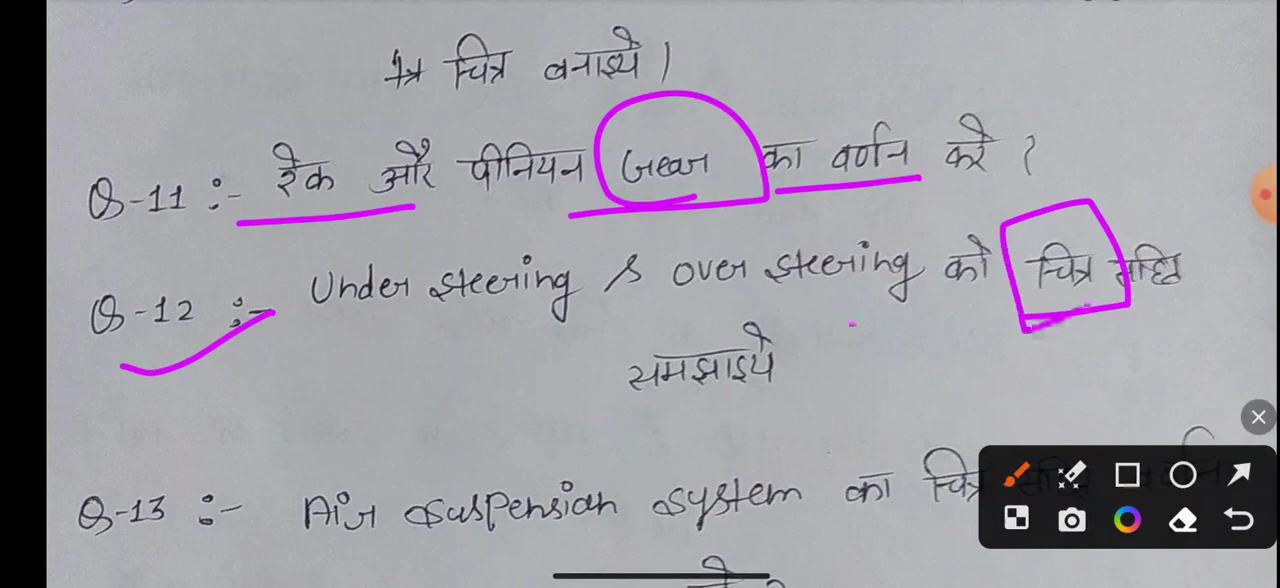 चित्र बनाइये।
Q-11 :- रेक और पीनियन Gear का वर्णन करे ?
Q-12 :- Under steering & over steering को चित्र सहित
समझाइये
Q-13 :- Air suspension system का चित्र